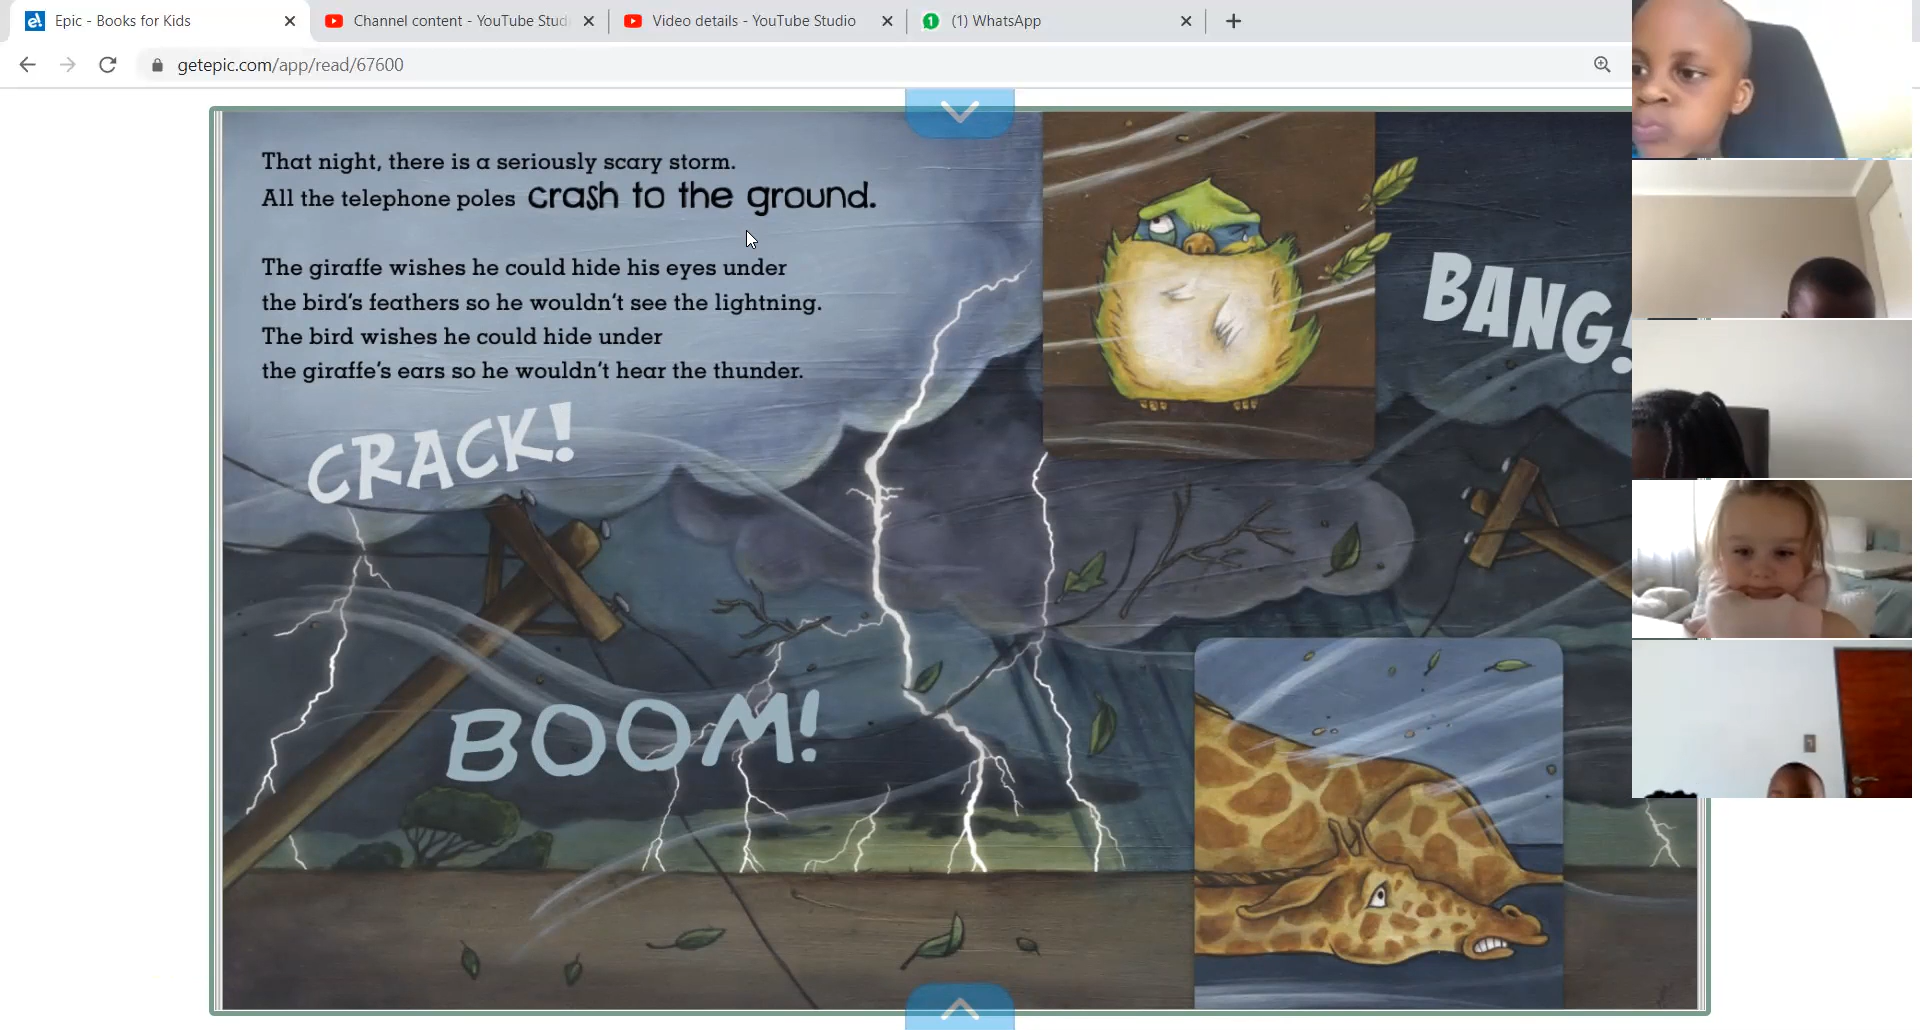 Epic - Books for Kids
Channel content - YouTube Stud
Video details - YouTube Studio
1 (1) WhatsApp
getepic.com/app/read/67600
That night, there is a seriously scary storm.
All the telephone poles crash to the ground.
The giraffe wishes he could hide his eyes under
the bird's feathers so he wouldn't see the lightning.
The bird wishes he could hide under
the giraffe's ears so he wouldn't hear the thunder.
BANG!
CRACK!
BOOM!